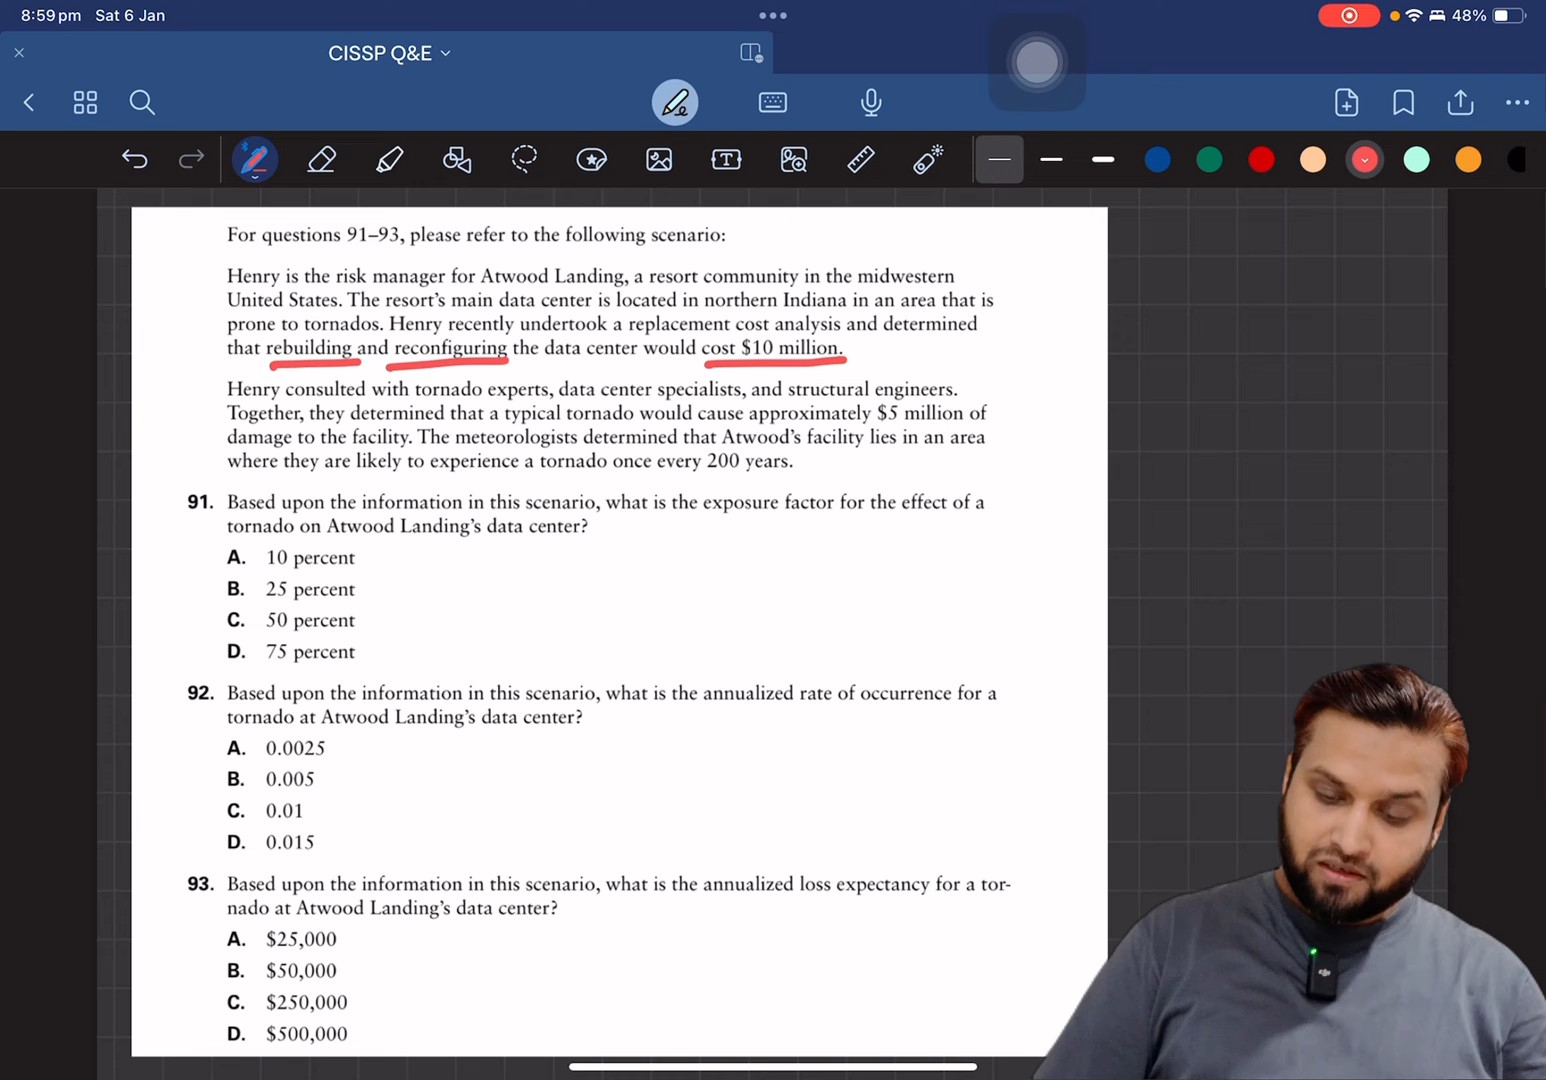 8:59 pm Sat 6 Jan
48%
CISSP Q&E
For questions 91–93, please refer to the following scenario:
Henry is the risk manager for Atwood Landing, a resort community in the midwestern
United States. The resort’s main data center is located in northern Indiana in an area that is
prone to tornados. Henry recently undertook a replacement cost analysis and determined
that rebuilding and reconfiguring the data center would cost $10 million.
Henry consulted with tornado experts, data center specialists, and structural engineers.
Together, they determined that a typical tornado would cause approximately $5 million of
damage to the facility. The meteorologists determined that Atwood’s facility lies in an area
where they are likely to experience a tornado once every 200 years.
91. Based upon the information in this scenario, what is the exposure factor for the effect of a
tornado on Atwood Landing’s data center?
A. 10 percent
B. 25 percent
C. 50 percent
D. 75 percent
92. Based upon the information in this scenario, what is the annualized rate of occurrence for a
tornado at Atwood Landing’s data center?
A. 0.0025
B. 0.005
C. 0.01
D. 0.015
93. Based upon the information in this scenario, what is the annualized loss expectancy for a tor-
nado at Atwood Landing’s data center?
A. $25,000
B. $50,000
C. $250,000
D. $500,000